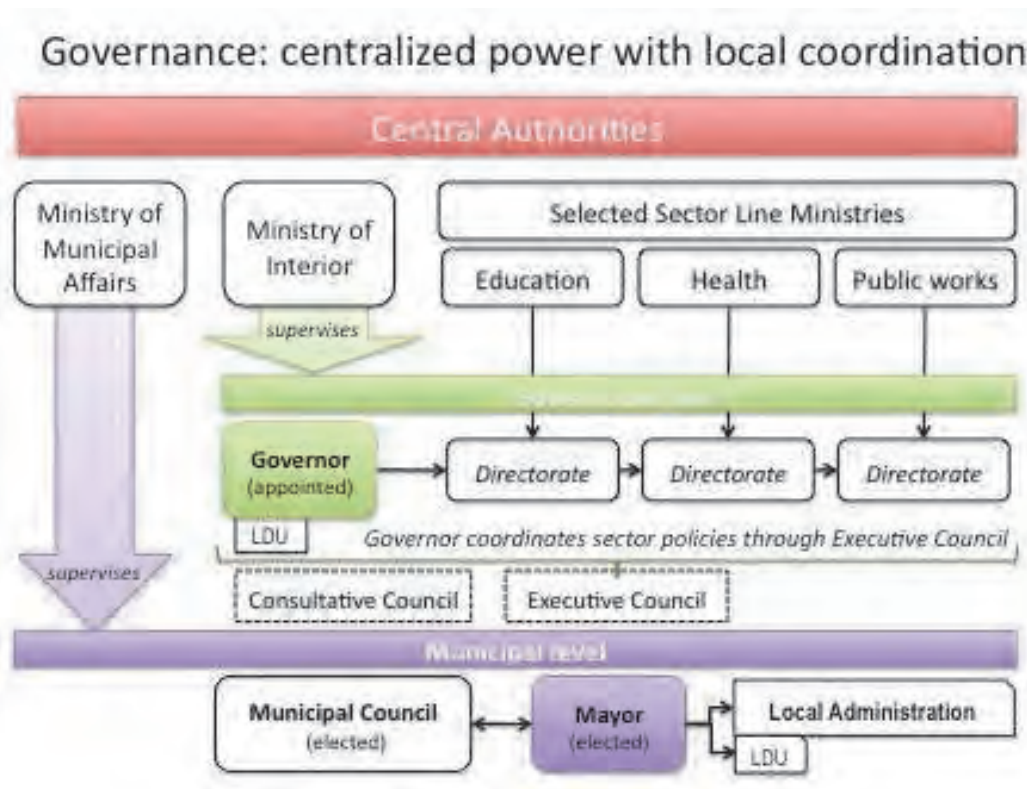 Governance: centralized power with local coordination
Central Authorities
Ministry of
Municipal
Affairs
Ministry of
Interior
Selected Sector Line Ministries
Education
Health
Public works
supervises
Governor
(appointed)
Directorate
Directorate
Directorate
LDU
Governor coordinates sector policies through Executive Council
supervises
Consultative Council
Executive Council
Municipal level
Municipal Council
(elected)
Mayor
(elected)
Local Administration
LDU